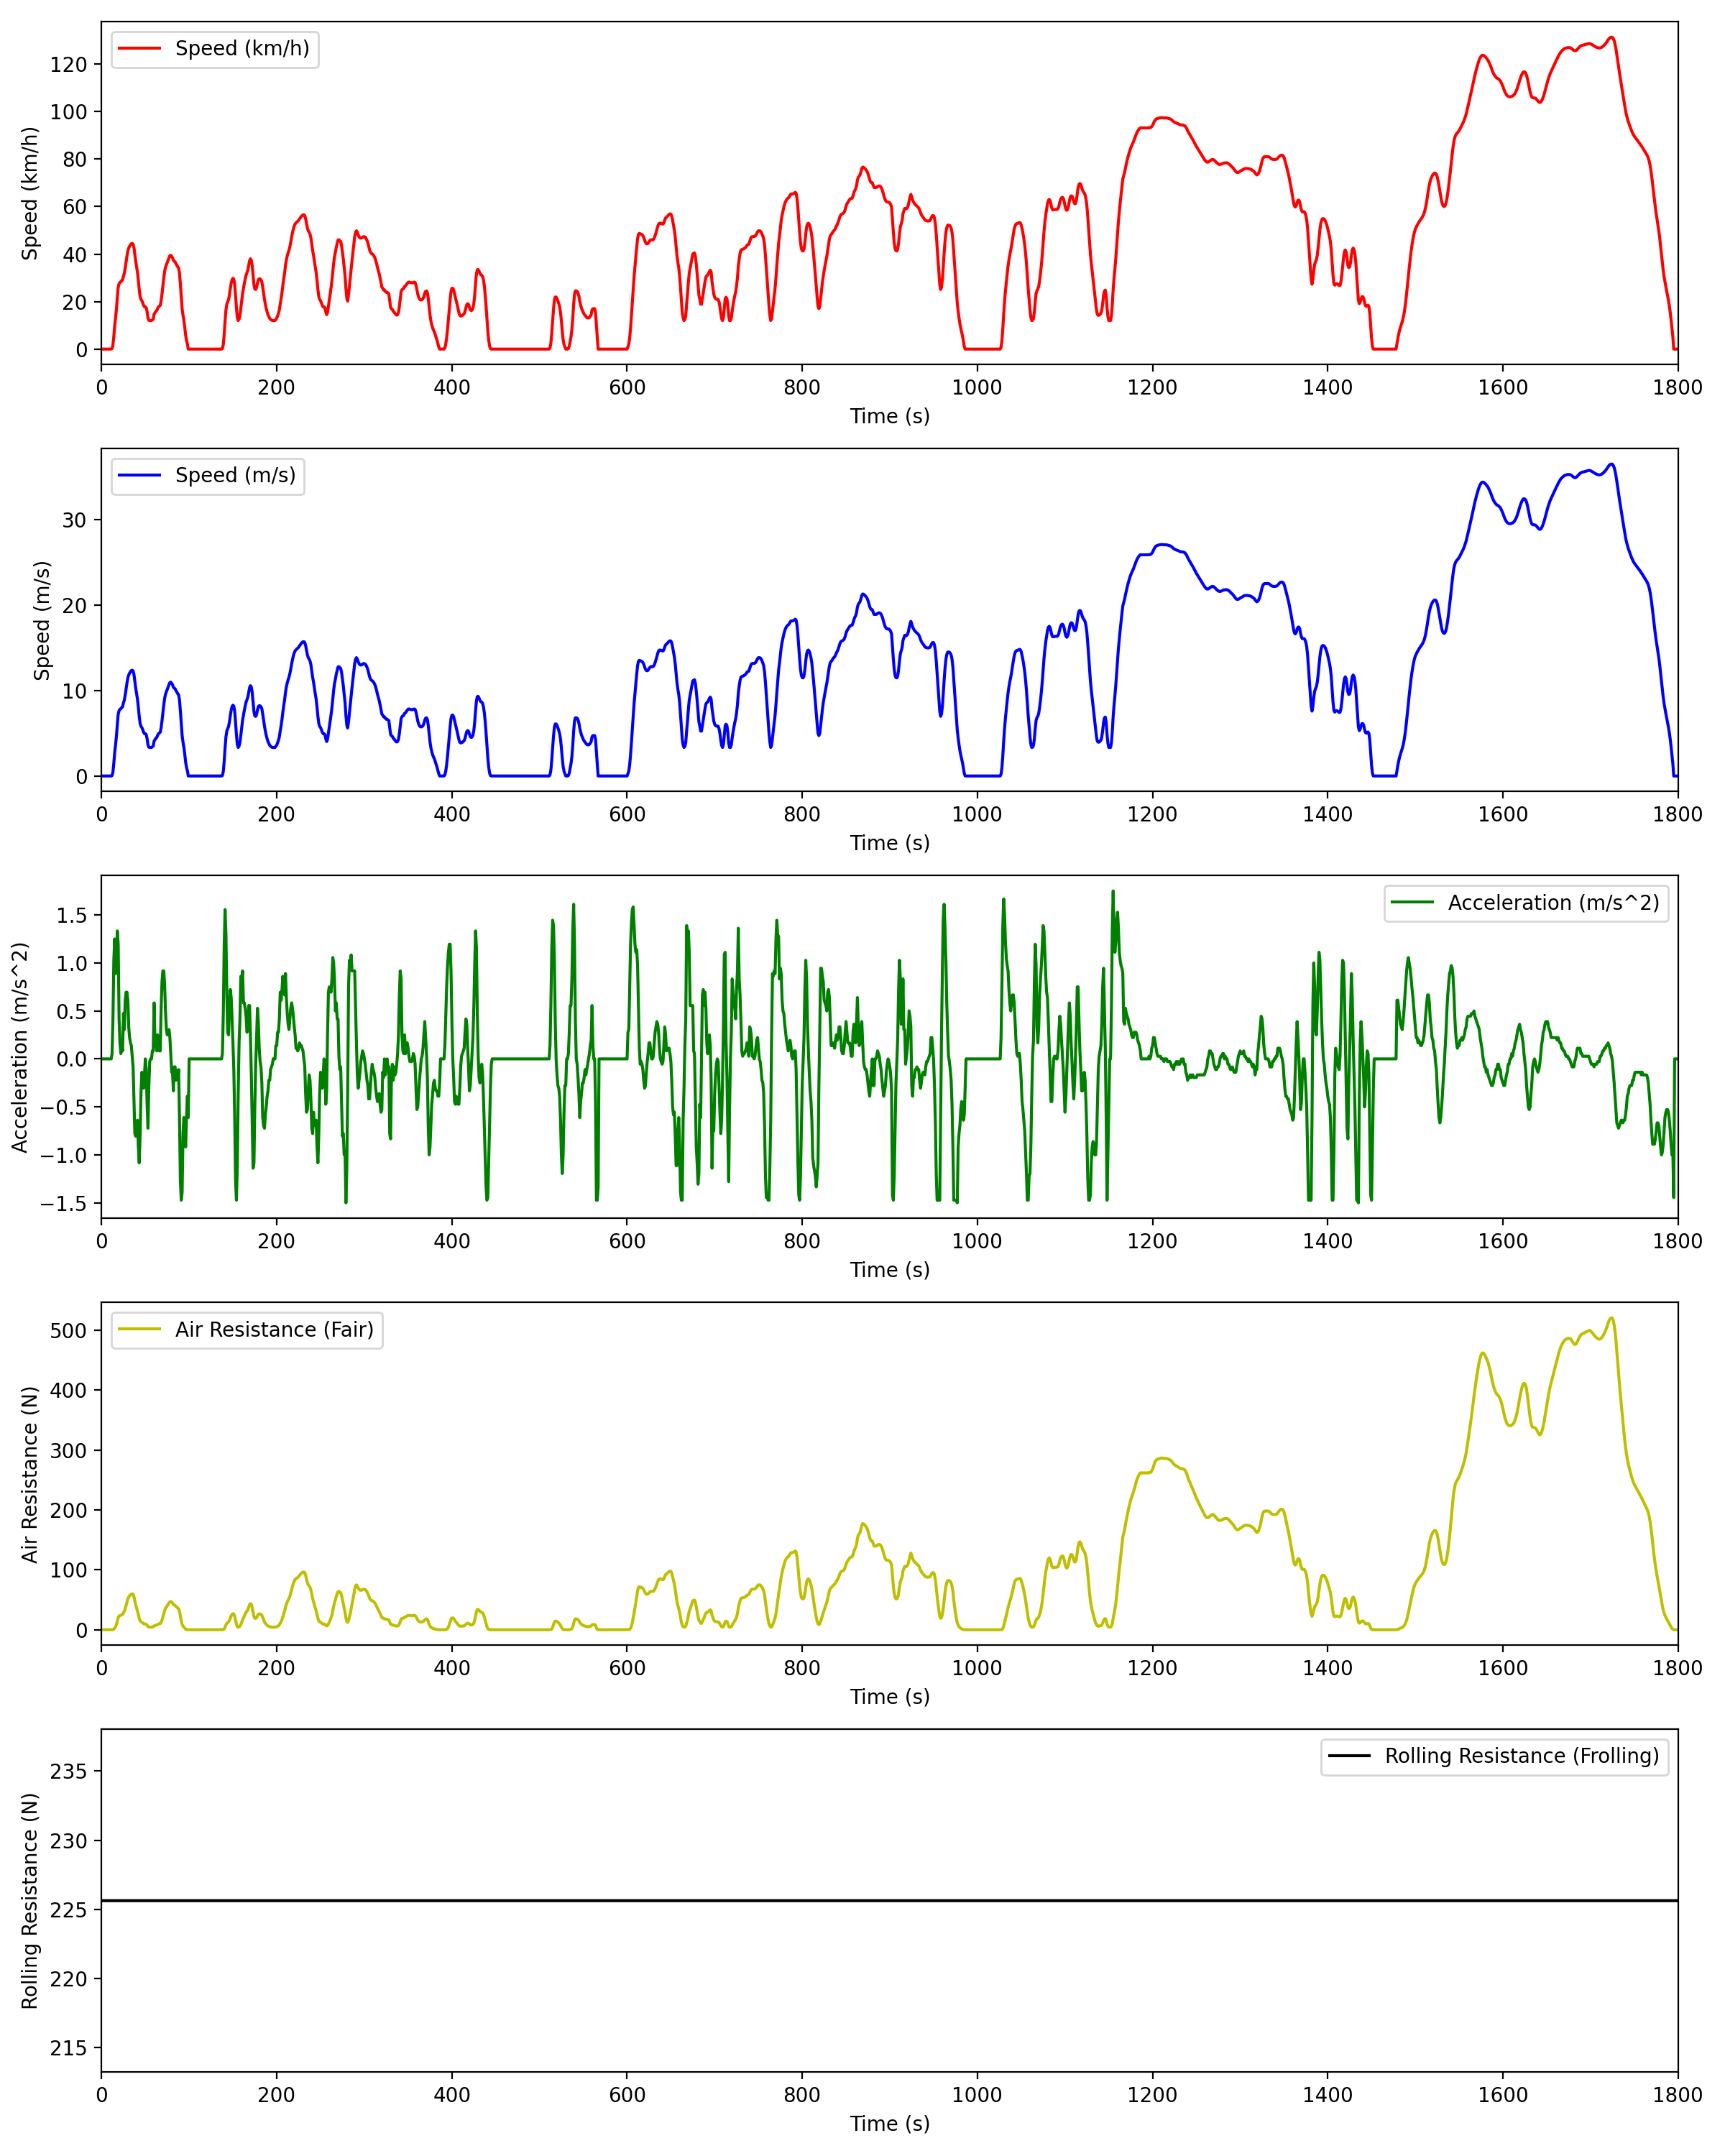 Speed (km/h)
Speed (km/h)
120
100
80
60
40
20
0
0 200 400 600 800 1000 1200 1400 1600 1800
Time (s)
Speed (m/s)
Speed (m/s)
30
20
10
0
0 200 400 600 800 1000 1200 1400 1600 1800
Time (s)
Acceleration (m/s^2)
Acceleration (m/s^2)
1.5
1.0
0.5
0.0
−0.5
−1.0
−1.5
0 200 400 600 800 1000 1200 1400 1600 1800
Time (s)
Air Resistance (Fair)
Air Resistance (N)
500
400
300
200
100
0
0 200 400 600 800 1000 1200 1400 1600 1800
Time (s)
Rolling Resistance (Frolling)
Rolling Resistance (N)
235
230
225
220
215
0 200 400 600 800 1000 1200 1400 1600 1800
Time (s)